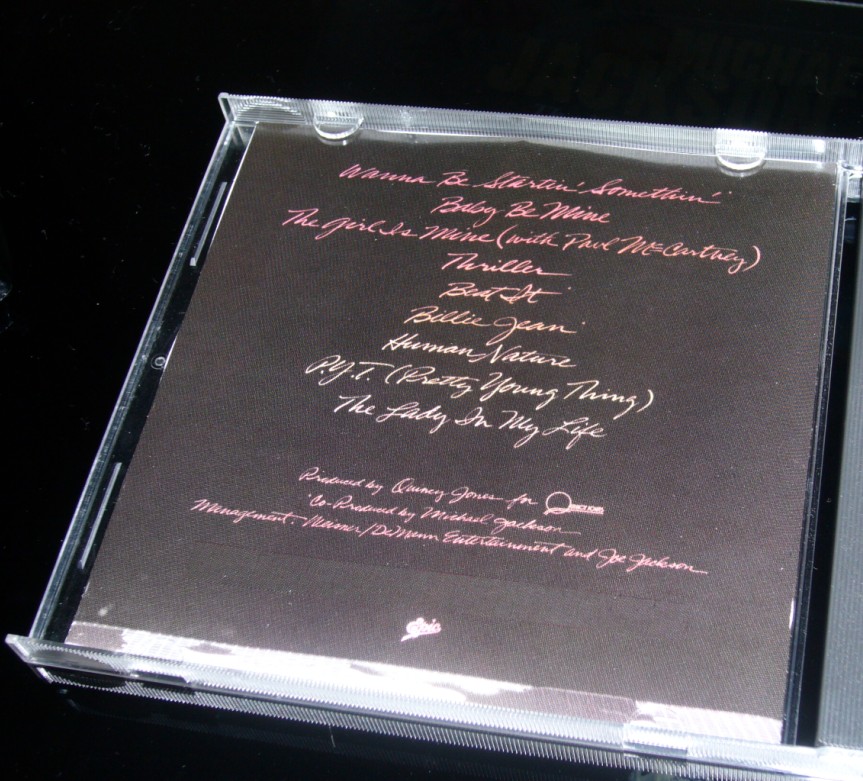 Wanna Be Startin' Somethin'
Baby Be Mine
The Girl Is Mine (with Paul McCartney)
Thriller
Beat It
Billie Jean
Human Nature
P.Y.T. (Pretty Young Thing)
The Lady In My Life
Produced by Quincy Jones for
Co-Produced by Michael Jackson
Management: Weisner/DeMann Entertainment and Joe Jackson
Epic